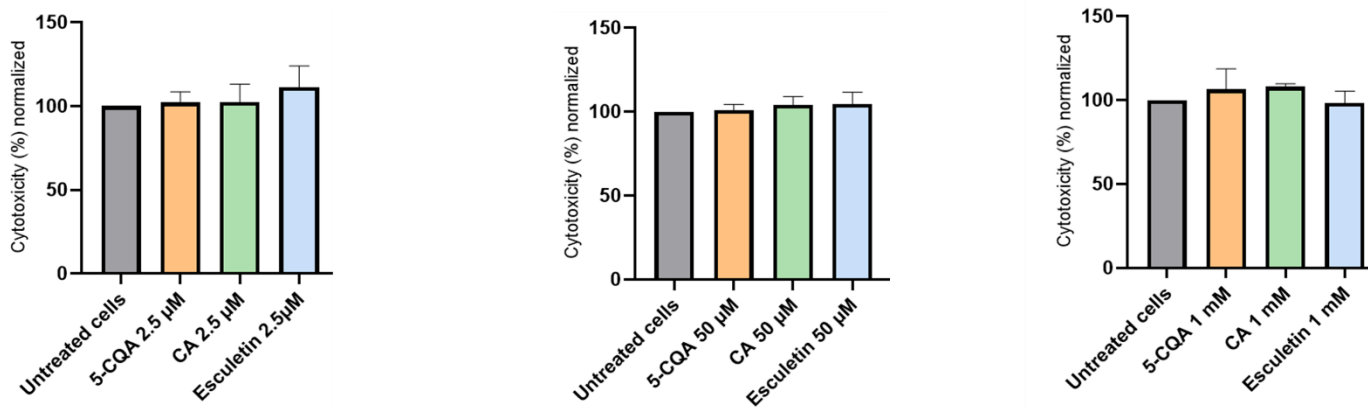 Cytotoxicity (%) normalized
150
100
50
0
Untreated cells
5-CQA 2.5 µM
CA 2.5 µM
Esculetin 2.5µM
Cytotoxicity (%) normalized
150
100
50
0
Untreated cells
5-CQA 50 µM
CA 50 µM
Esculetin 50 µM
Cytotoxicity (%) normalized
150
100
50
0
Untreated cells
5-CQA 1 mM
CA 1 mM
Esculetin 1 mM